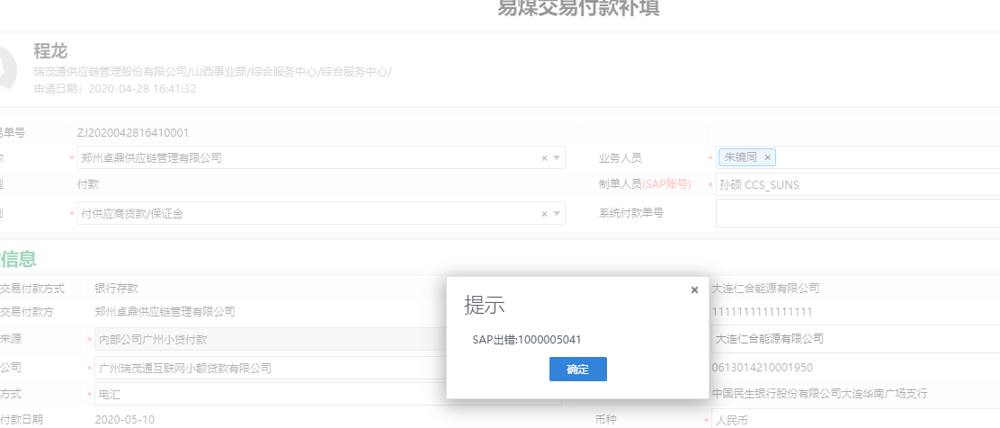 易煤交易付款补填
程龙
瑞茂通供应链管理股份有限公司/山西事业部/综合服务中心/综合服务中心/
申请日期：2020-04-28 16:41:32
单号 ZJ2020042816410001
* 郑州卓鼎供应链管理有限公司 × 业务人员 * 朱镜同 ×
付款 制单人员(SAP账号) * 孙硕 CCS_SUNS
* 付供应商货款/保证金 × 系统付款单号
信息
交易付款方式 银行存款 大连仁合能源有限公司
交易付款方 郑州卓鼎供应链管理有限公司 1111111111111111
来源 * 内部公司广州小贷付款 大连仁合能源有限公司
公司 * 广州瑞茂通互联网小额贷款有限公司 0613014210001950
方式 * 电汇 中国民生银行股份有限公司大连华南广场支行
付款日期 2020-05-10 币种 * 人民币
提示 ×
SAP出错:1000005041
确定